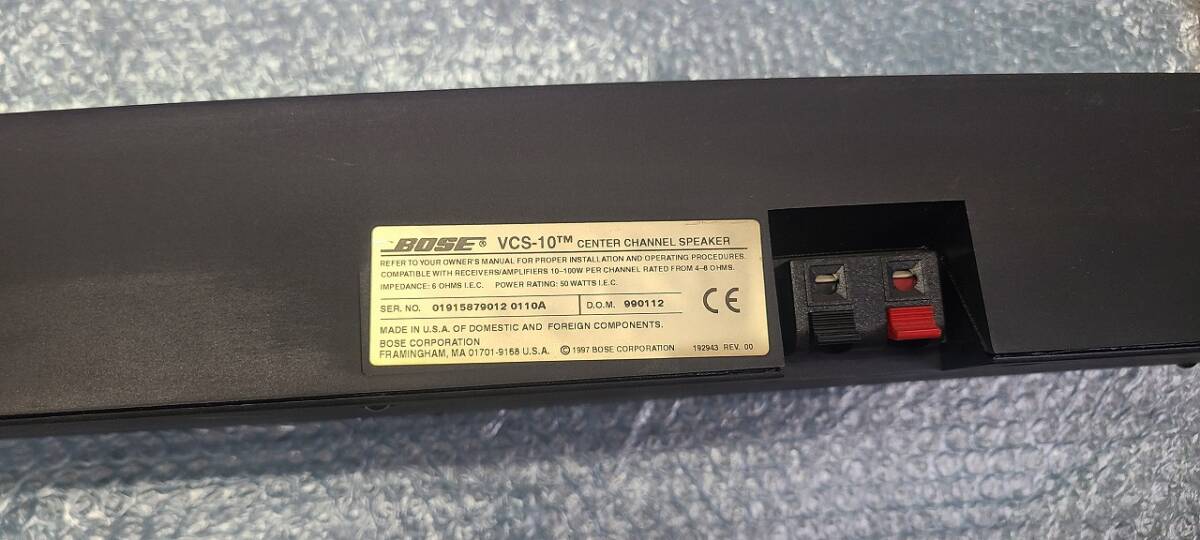 BOSE® VCS-10™ CENTER CHANNEL SPEAKER
REFER TO YOUR OWNER'S MANUAL FOR PROPER INSTALLATION AND OPERATING PROCEDURES.
COMPATIBLE WITH RECEIVERS/AMPLIFIERS 10-100W PER CHANNEL RATED FROM 4-8 OHMS.
IMPEDANCE: 6 OHMS I.E.C. POWER RATING: 50 WATTS I.E.C.
SER. NO. 01915879012 0110A D.O.M. 990112 CE
MADE IN U.S.A. OF DOMESTIC AND FOREIGN COMPONENTS.
BOSE CORPORATION
FRAMINGHAM, MA 01701-9168 U.S.A. © 1997 BOSE CORPORATION 192943 REV. 00